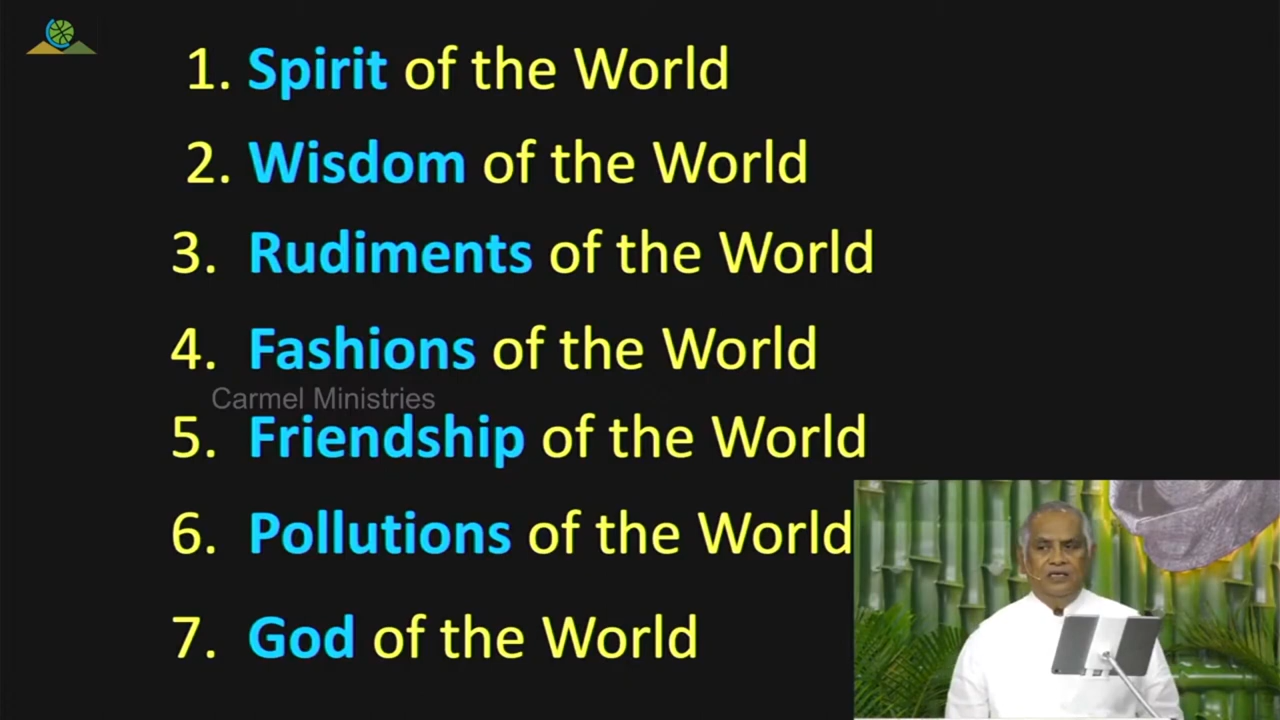 1. Spirit of the World
2. Wisdom of the World
3. Rudiments of the World
4. Fashions of the World
Carmel Ministries
5. Friendship of the World
6. Pollutions of the World
7. God of the World